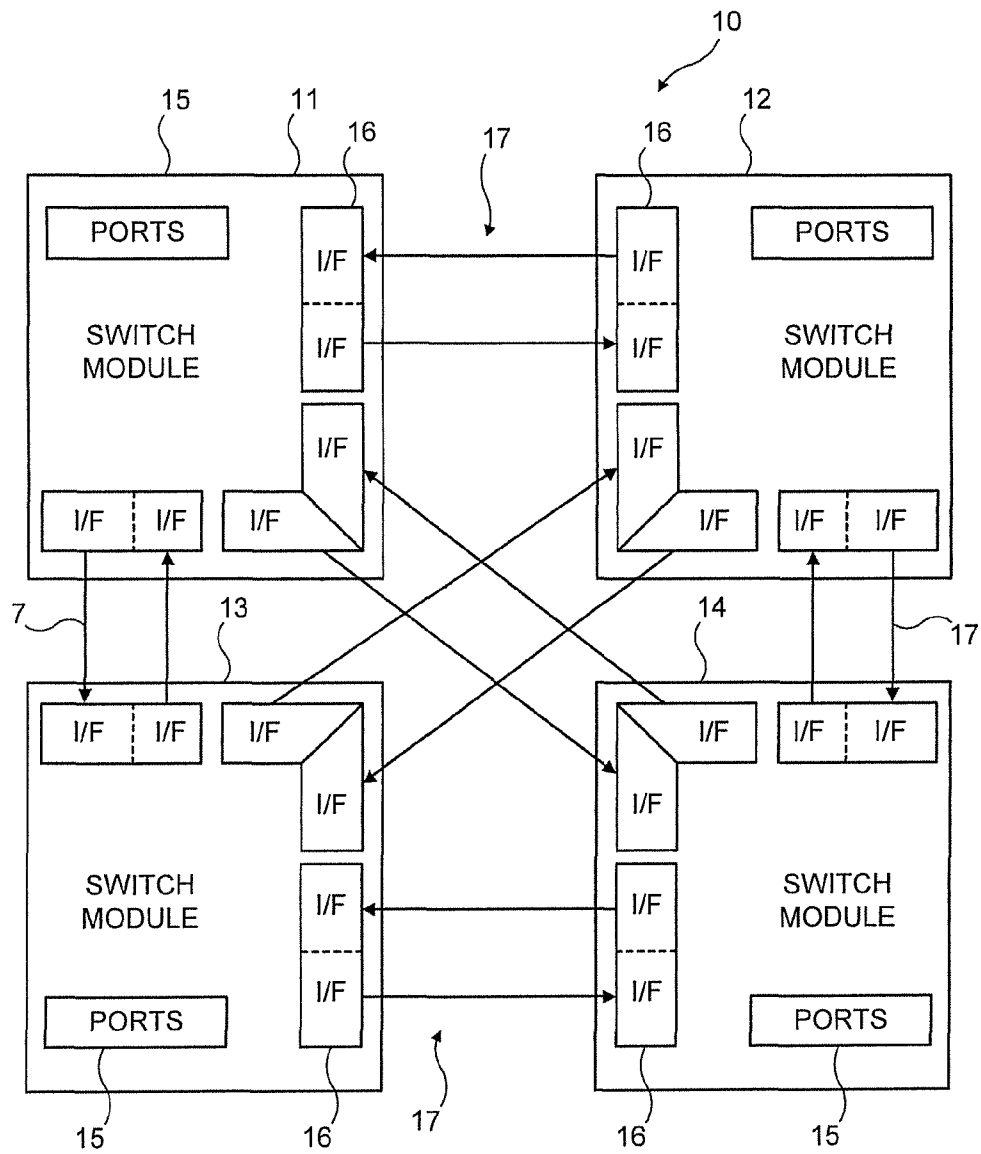 10
15
11
12
16
17
16
PORTS
PORTS
I/F
I/F
I/F
I/F
SWITCH
MODULE
SWITCH
MODULE
I/F
I/F
I/F
I/F
I/F
I/F
I/F
I/F
7
13
14
17
I/F
I/F
I/F
I/F
I/F
I/F
I/F
I/F
SWITCH
MODULE
SWITCH
MODULE
I/F
I/F
I/F
I/F
PORTS
PORTS
15
16
17
16
15